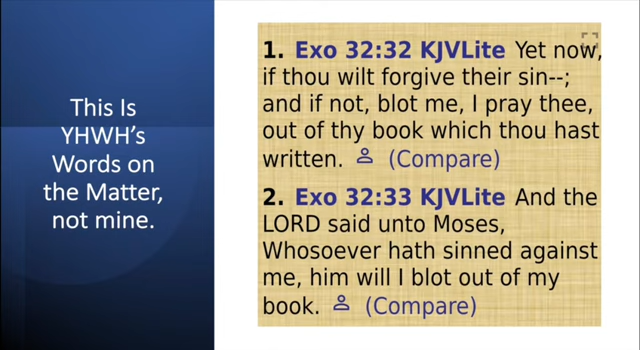 This Is
YHWH’s
Words on
the Matter,
not mine.
1. Exo 32:32 KJVLite Yet now,
if thou wilt forgive their sin--;
and if not, blot me, I pray thee,
out of thy book which thou hast
written. (Compare)
2. Exo 32:33 KJVLite And the
LORD said unto Moses,
Whosoever hath sinned against
me, him will I blot out of my
book. (Compare)